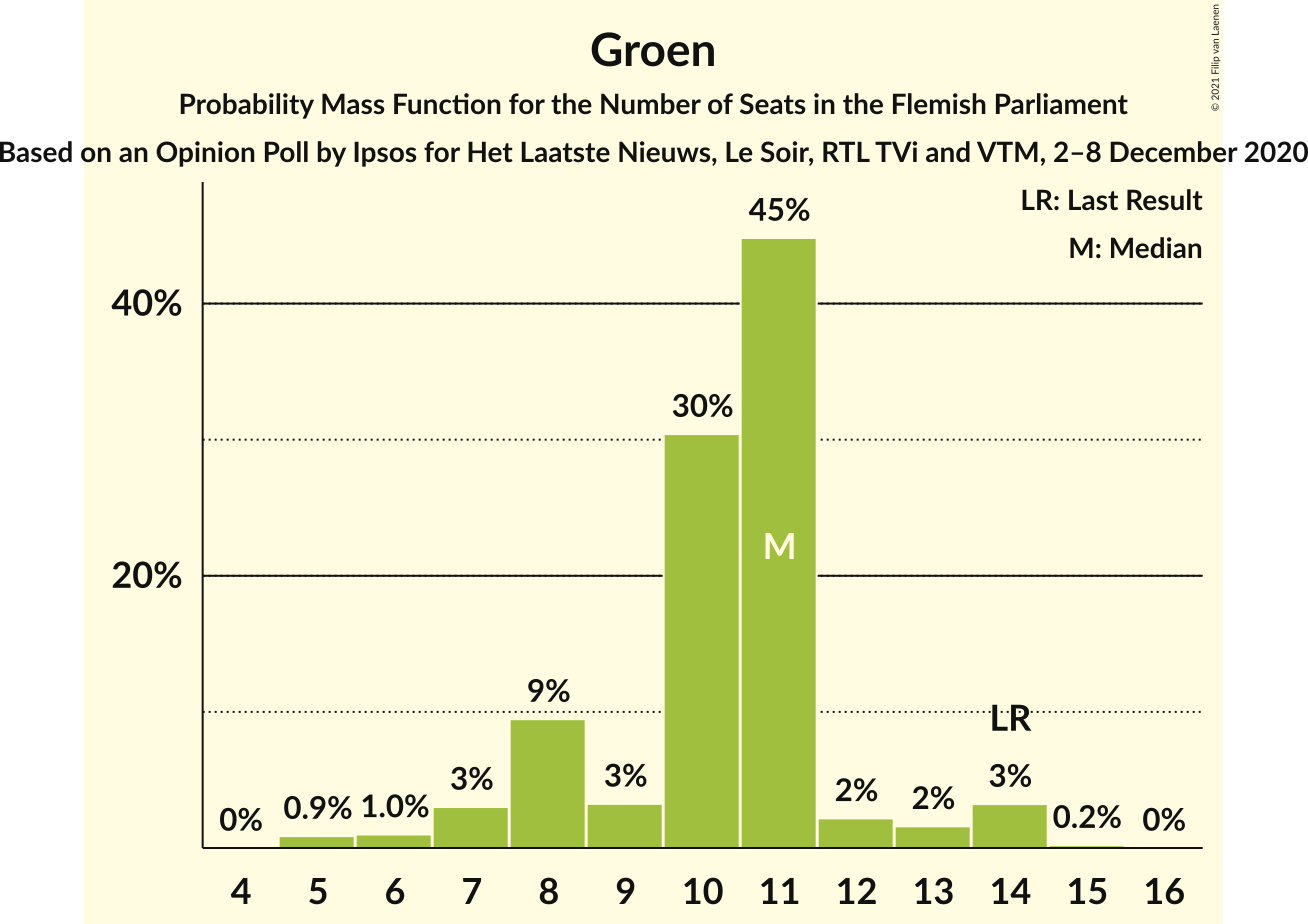 Groen
Probability Mass Function for the Number of Seats in the Flemish Parliament
Based on an Opinion Poll by Ipsos for Het Laatste Nieuws, Le Soir, RTL TVi and VTM, 2–8 December 2020
© 2021 Filip van Laenen
LR: Last Result
M: Median
40%
20%
0%
0.9%
1.0%
3%
9%
3%
30%
45%
M
2%
2%
LR
3%
0.2%
0%
4 5 6 7 8 9 10 11 12 13 14 15 16